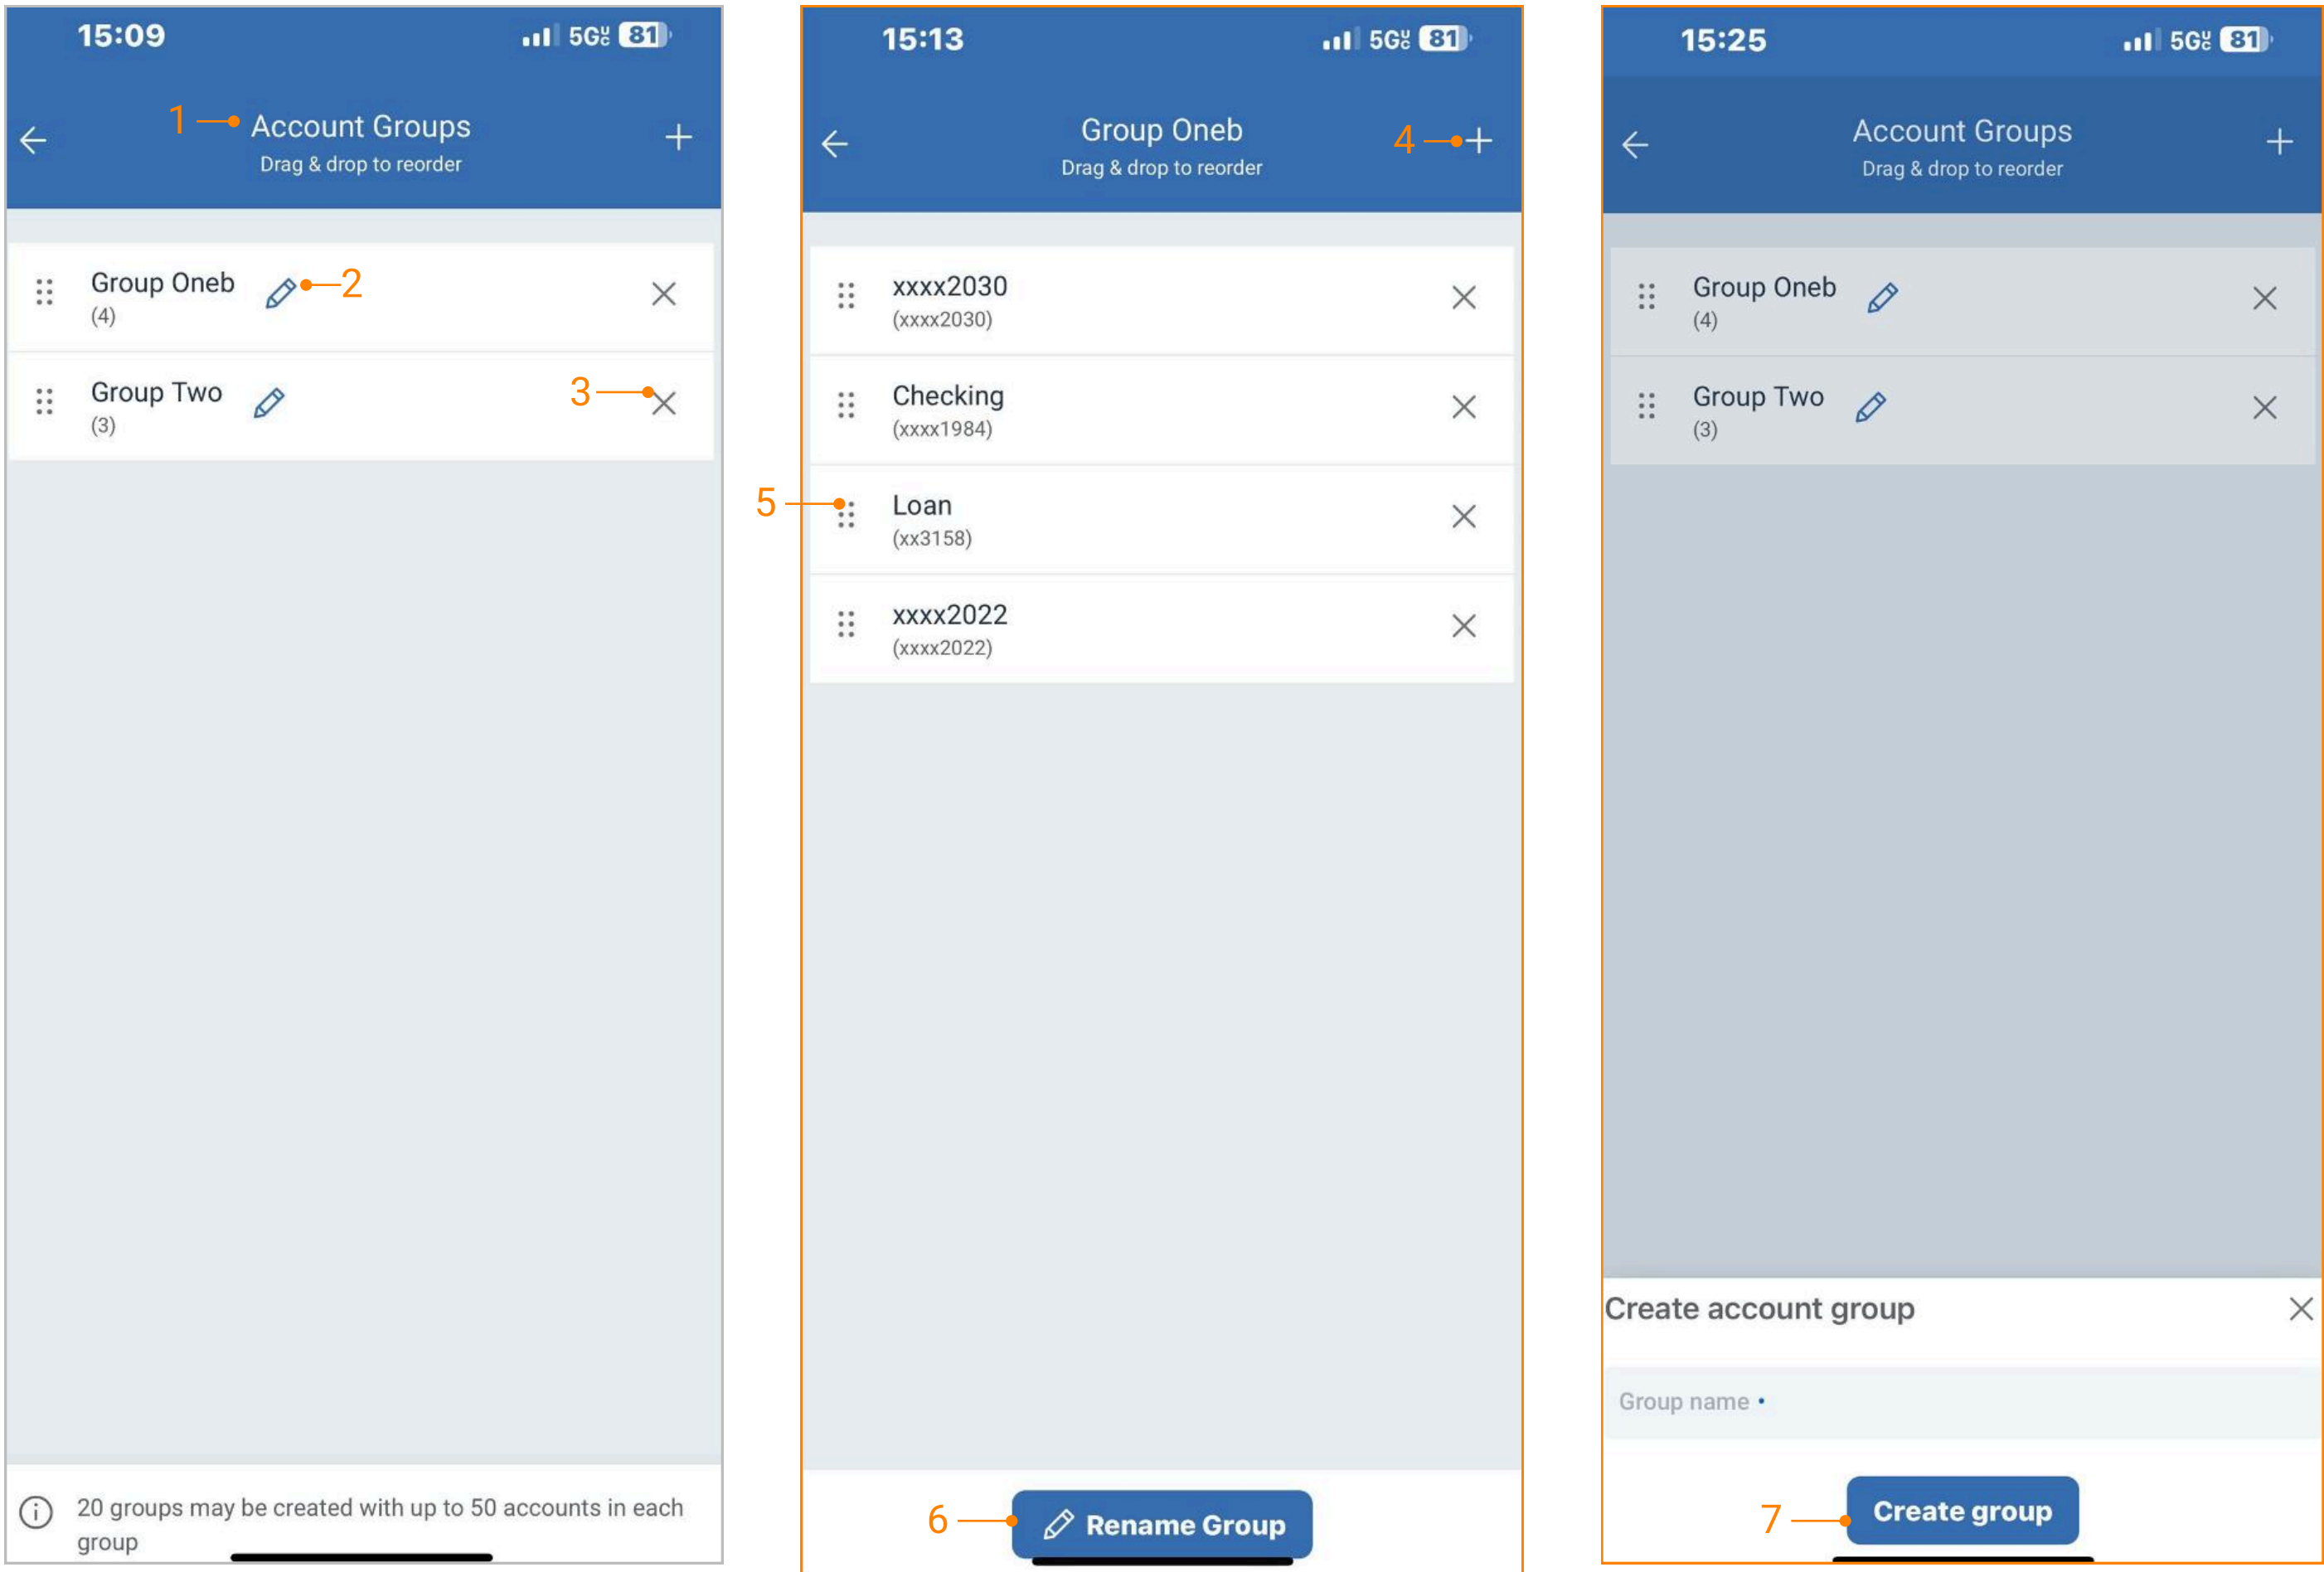 15:09
5G UC 81
1
Account Groups
Drag & drop to reorder
Group Oneb
2
(4)
Group Two
3
(3)
20 groups may be created with up to 50 accounts in each
group
15:13
5G UC 81
Group Oneb
4
Drag & drop to reorder
xxxx2030
(xxxx2030)
Checking
(xxxx1984)
5
Loan
(xx3158)
xxxx2022
(xxxx2022)
6
Rename Group
15:25
5G UC 81
Account Groups
Drag & drop to reorder
Group Oneb
(4)
Group Two
(3)
Create account group
Group name •
7
Create group